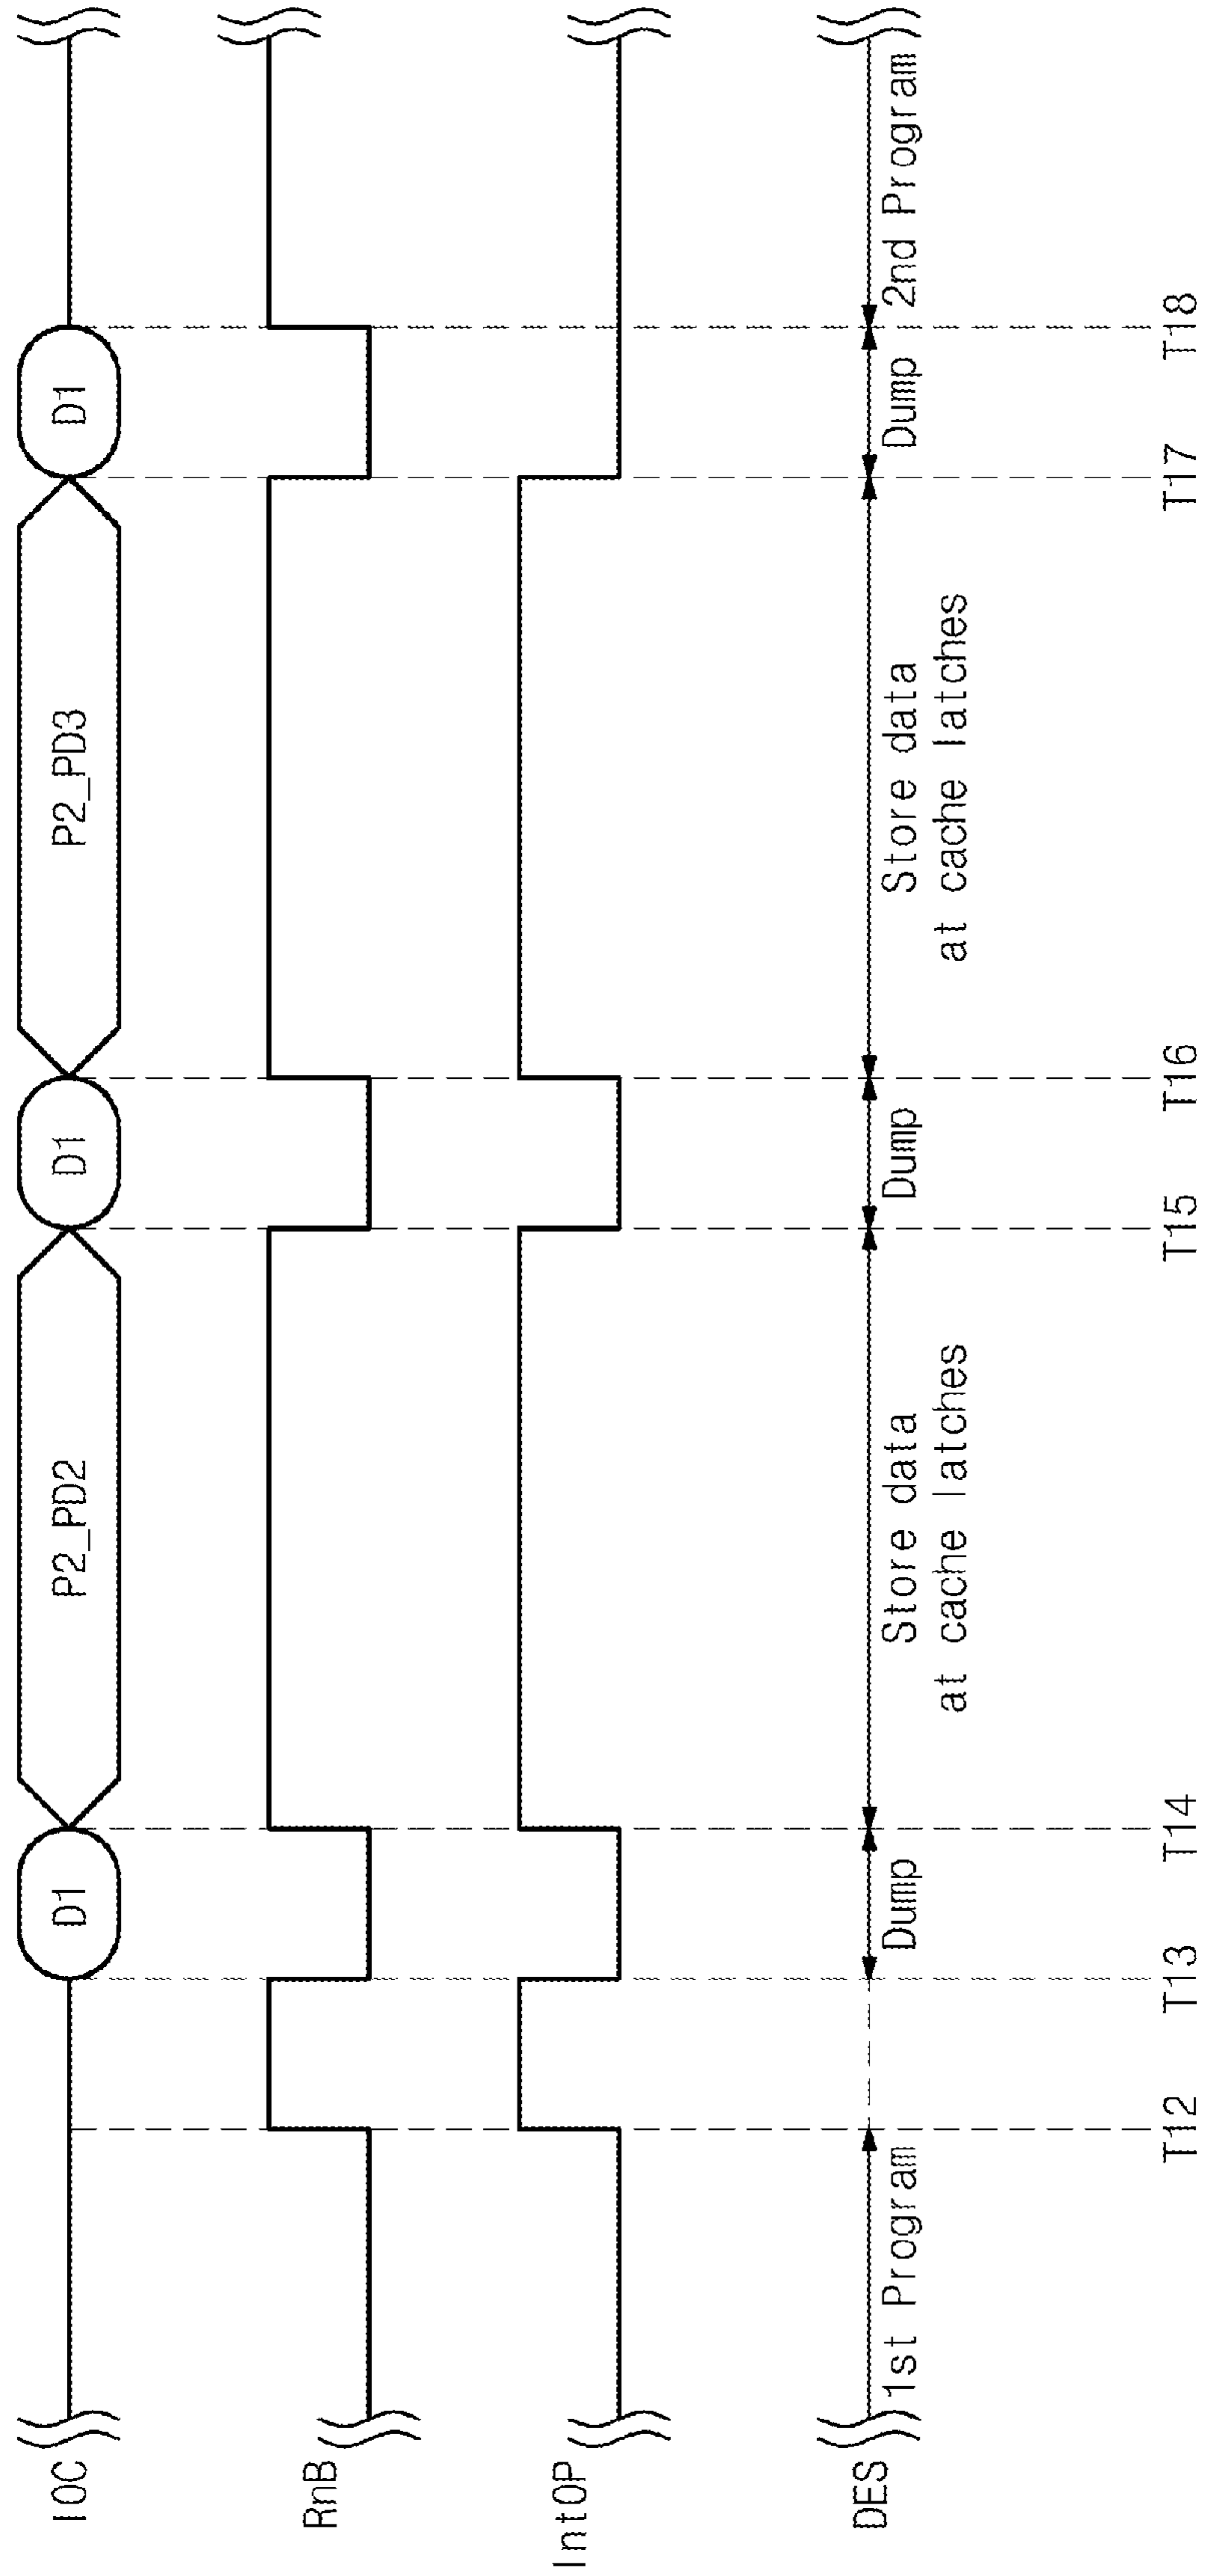 IOC
D1
P2_PD2
D1
P2_PD3
D1
RnB
IntOP
DES
1st Program
Dump
Store data
at cache latches
Dump
Store data
at cache latches
Dump
2nd Program
T12
T13
T14
T15
T16
T17
T18